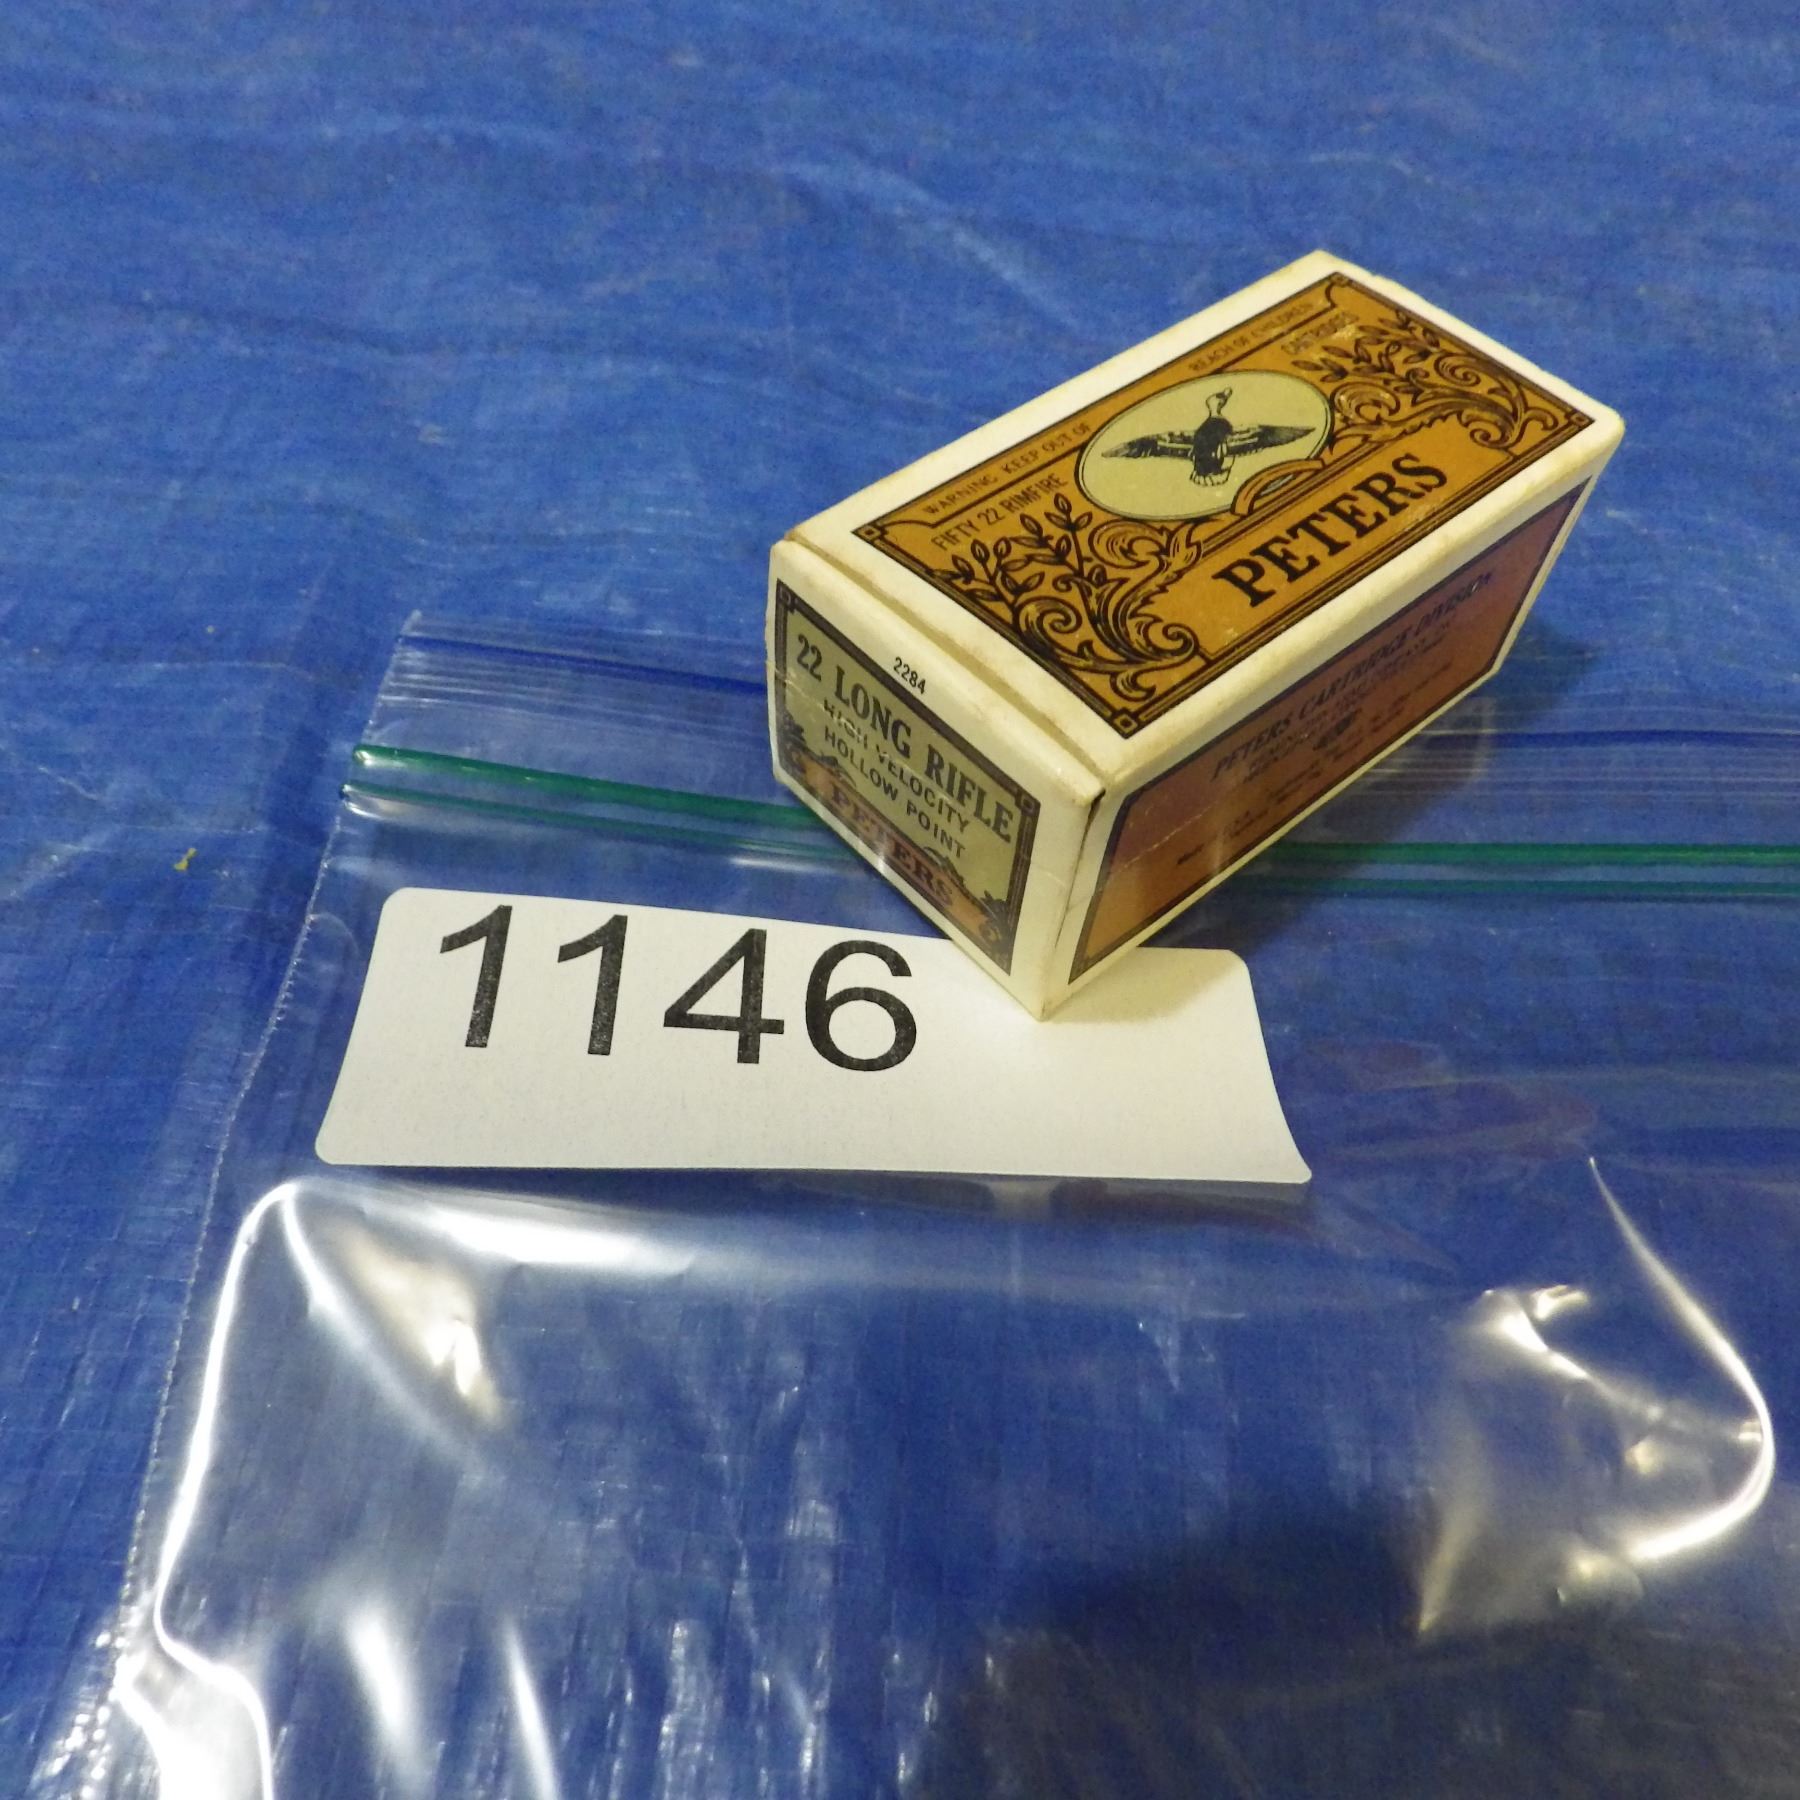 WARNING KEEP OUT OF REACH OF CHILDREN
FIFTY 22 RIMFIRE CARTRIDGES
PETERS
2284
22 LONG RIFLE
HIGH VELOCITY
HOLLOW POINT
PETERS
PETERS CARTRIDGE DIVISION
1146